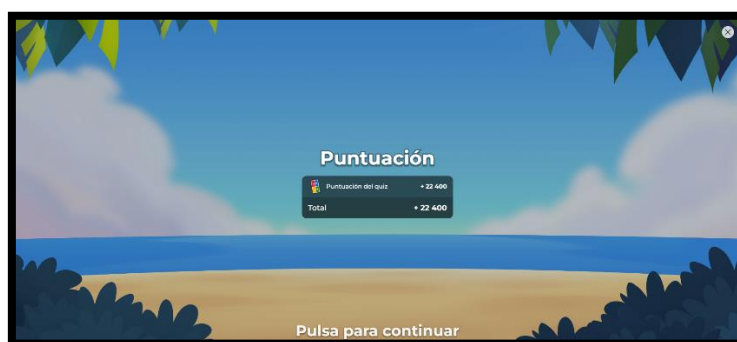 Puntuación
Puntuación del quiz + 22 400
Total + 22 400
Pulsa para continuar